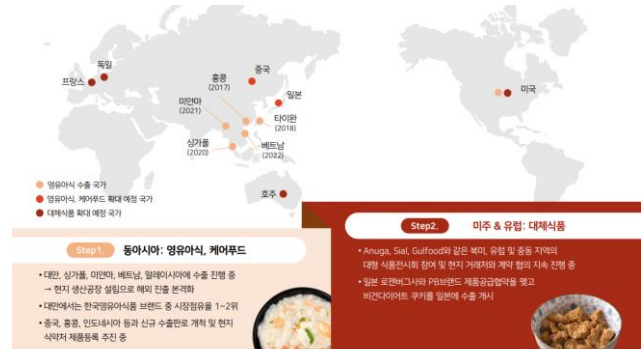 독일
프랑스
홍콩
(2017)
중국
미얀마
(2021)
일본
타이완
(2018)
싱가폴
(2020)
베트남
(2022)
호주
미국
영유아식 수출 국가
영유아식, 케어푸드 확대 예정 국가
대체식품 확대 예정 국가
Step1.
동아시아: 영유아식, 케어푸드
• 대만, 싱가폴, 미얀마, 베트남, 말레이시아에 수출 진행 중
→ 현지 생산공장 설립으로 해외 진출 본격화
• 대만에서는 한국영유아식품 브랜드 중 시장점유율 1~2위
• 중국, 홍콩, 인도네시아 등과 신규 수출판로 개척 및 현지
식약처 제품등록 추진 중
Step2.
미주 & 유럽: 대체식품
• Anuga, Sial, Gulfood와 같은 북미, 유럽 및 중동 지역의
대형 식품전시회 참여 및 현지 거래처와 계약 협의 지속 진행 중
• 일본 로젠버그사와 PB브랜드 제품공급협약을 맺고
비건다이어트 쿠키를 일본에 수출 개시